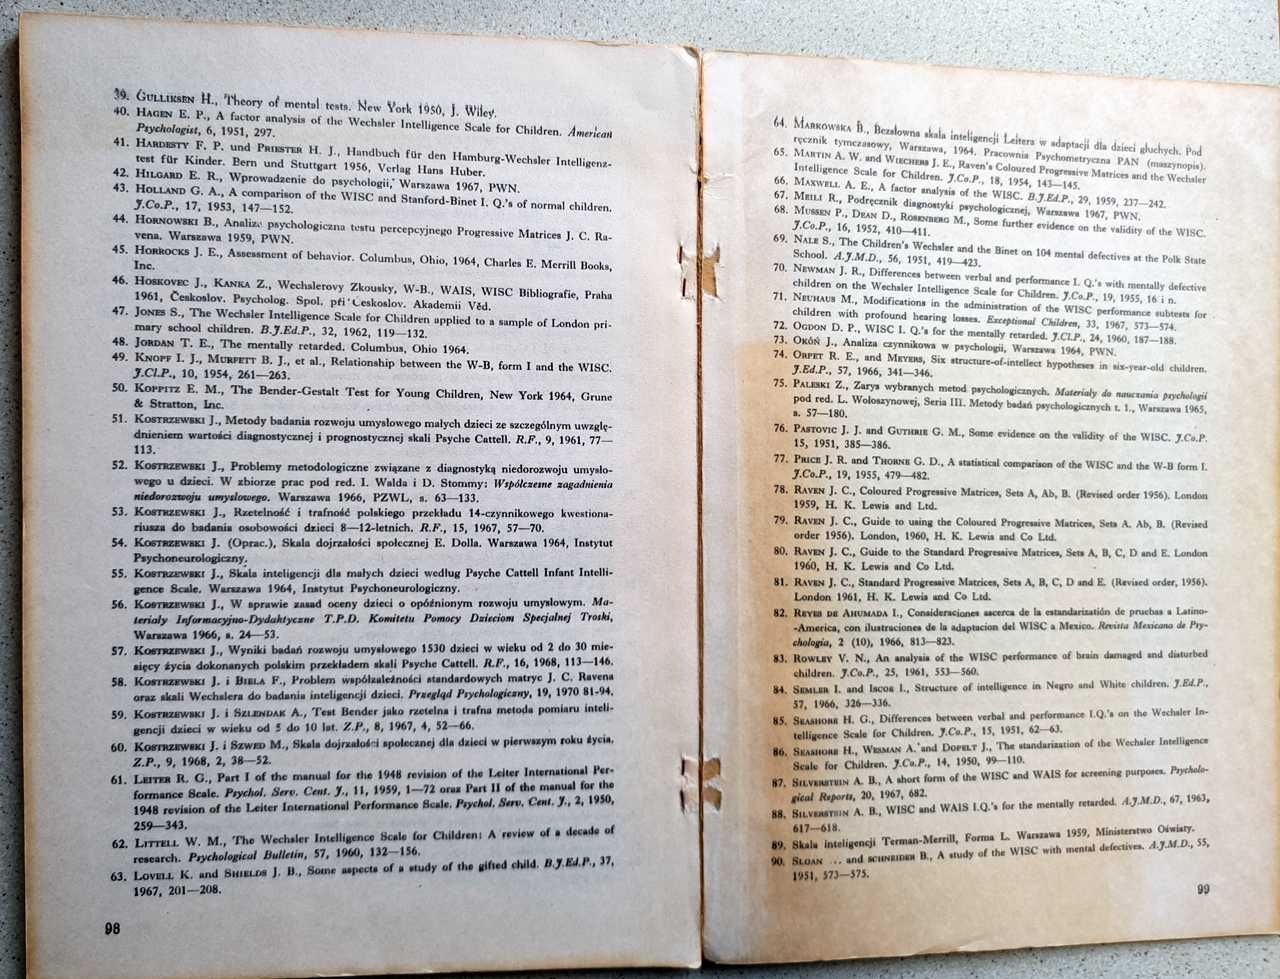 39. GULLIKSEN H., Theory of mental tests. New York 1950, J. Wiley.
40. HAGEN E. P., A factor analysis of the Wechsler Intelligence Scale for Children. American
Psychologist, 6, 1951, 297.
41. HARDESTY F. P. und PRIESTER H. J., Handbuch für den Hamburg-Wechsler Intelligenz-
test für Kinder. Bern und Stuttgart 1956, Verlag Hans Huber.
42. HILGARD E. R., Wprowadzenie do psychologii, Warszawa 1967, PWN.
43. HOLLAND G. A., A comparison of the WISC and Stanford-Binet I. Q.'s of normal children.
J.Co.P., 17, 1953, 147—152.
44. HORNOWSKI B., Analiza psychologiczna testu percepcyjnego Progressive Matrices J. C. Ra-
vena. Warszawa 1959, PWN.
45. HORROCKS J. E., Assessment of behavior. Columbus, Ohio, 1964, Charles E. Merrill Books,
Inc.
46. HOSKOVEC J., KANKA Z., Wechslerovy Zkousky, W-B., WAIS, WISC Bibliografie, Praha
1961, Českoslov. Psycholog. Spol. při Českoslov. Akademii Věd.
47. JONES S., The Wechsler Intelligence Scale for Children applied to a sample of London pri-
mary school children. B.J.Ed.P., 32, 1962, 119—132.
48. JORDAN T. E., The mentally retarded. Columbus, Ohio 1964.
49. KNOPF I. J., MURFETT B. J., et al., Relationship between the W-B, form I and the WISC.
J.Cl.P., 10, 1954, 261—263.
50. KOPPITZ E. M., The Bender-Gestalt Test for Young Children, New York 1964, Grune
& Stratton, Inc.
51. KOSTRZEWSKI J., Metody badania rozwoju umysłowego małych dzieci ze szczególnym uwzglę-
dnieniem wartości diagnostycznej i prognostycznej skali Psyche Cattell. R.F., 9, 1961, 77—
113.
52. KOSTRZEWSKI J., Problemy metodologiczne związane z diagnostyką niedorozwoju umysło-
wego u dzieci. W zbiorze prac pod red. I. Walda i D. Stommy: Współczesne zagadnienia
niedorozwoju umysłowego. Warszawa 1966, PZWL, s. 63—133.
53. KOSTRZEWSKI J., Rzetelność i trafność polskiego przekładu 14-czynnikowego kwestiona-
riusza do badania osobowości dzieci 8—12-letnich. R.F., 15, 1967, 57—70.
54. KOSTRZEWSKI J. (Oprac.), Skala dojrzałości społecznej E. Dolla. Warszawa 1964, Instytut
Psychoneurologiczny.
55. KOSTRZEWSKI J., Skala inteligencji dla małych dzieci według Psyche Cattell Infant Intelli-
gence Scale. Warszawa 1964, Instytut Psychoneurologiczny.
56. KOSTRZEWSKI J., W sprawie zasad oceny dzieci o opóźnionym rozwoju umysłowym. Ma-
teriały Informacyjno-Dydaktyczne T.P.D. Komitetu Pomocy Dzieciom Specjalnej Troski,
Warszawa 1966, s. 24—53.
57. KOSTRZEWSKI J., Wyniki badań rozwoju umysłowego 1530 dzieci w wieku od 2 do 30 mie-
sięcy życia dokonanych polskim przekładem skali Psyche Cattell. R.F., 16, 1968, 113—146.
58. KOSTRZEWSKI J. i BIELA F., Problem współzależności standardowych matryc J. C. Ravena
oraz skali Wechslera do badania inteligencji dzieci. Przegląd Psychologiczny, 19, 1970 81-94.
59. KOSTRZEWSKI J. i SZLENDAK A., Test Bender jako rzetelna i trafna metoda pomiaru inteli-
gencji dzieci w wieku od 5 do 10 lat. Z.P., 8, 1967, 4, 52—66.
60. KOSTRZEWSKI J. i SZWED M., Skala dojrzałości społecznej dla dzieci w pierwszym roku życia.
Z.P., 9, 1968, 2, 38—52.
61. LEITER R. G., Part I of the manual for the 1948 revision of the Leiter International Per-
formance Scale. Psychol. Serv. Cent. J., 11, 1959, 1—72 oraz Part II of the manual for the
1948 revision of the Leiter International Performance Scale. Psychol. Serv. Cent. J., 2, 1950,
259—343.
62. LITTELL W. M., The Wechsler Intelligence Scale for Children: A review of a decade of
research. Psychological Bulletin, 57, 1960, 132—156.
63. LOVELL K. and SHIELDS J. B., Some aspects of a study of the gifted child. B.J.Ed.P., 37,
1967, 201—208.
98
64. MARKOWSKA B., Bezsłowna skala inteligencji Leitera w adaptacji dla dzieci głuchych. Pod
ręcznik tymczasowy, Warszawa, 1964. Pracownia Psychometryczna PAN (maszynopis).
65. MARTIN A. W. and WIECHERS J. E., Raven's Coloured Progressive Matrices and the Wechsler
Intelligence Scale for Children. J.Co.P., 18, 1954, 143—145.
66. MAXWELL A. E., A factor analysis of the WISC. B.J.Ed.P., 29, 1959, 237—242.
67. MEILI R., Podręcznik diagnostyki psychologicznej, Warszawa 1967, PWN.
68. MUSSEN P., DEAN D., ROSENBERG M., Some further evidence on the validity of the WISC.
J.Co.P., 16, 1952, 410—411.
69. NALE S., The Children's Wechsler and the Binet on 104 mental defectives at the Polk State
School. A.J.M.D., 56, 1951, 419—423.
70. NEWMAN J. R., Differences between verbal and performance I. Q.'s with mentally defective
children on the Wechsler Intelligence Scale for Children. J.Co.P., 19, 1955, 16 i n.
71. NEUHAUS M., Modifications in the administration of the WISC performance subtests for
children with profound hearing losses. Exceptional Children, 33, 1967, 573—574.
72. OGDON D. P., WISC I. Q.'s for the mentally retarded. J.Cl.P., 24, 1960, 187—188.
73. OKÓŃ J., Analiza czynnikowa w psychologii, Warszawa 1964, PWN.
74. ORPET R. E., and MEYERS, Six structure-of-intellect hypotheses in six-year-old children.
J.Ed.P., 57, 1966, 341—346.
75. PALESKI Z., Zarys wybranych metod psychologicznych. Materiały do nauczania psychologii
pod red. L. Wołoszynowej, Seria III. Metody badań psychologicznych t. 1., Warszawa 1965,
s. 57—180.
76. PASTOVIC J. J. and GUTHRIE G. M., Some evidence on the validity of the WISC. J.Co.P.
15, 1951, 385—386.
77. PRICE J. R. and THORNE G. D., A statistical comparison of the WISC and the W-B form I.
J.Co.P., 19, 1955, 479—482.
78. RAVEN J. C., Coloured Progressive Matrices, Sets A, Ab, B. (Revised order 1956). London
1959, H. K. Lewis and Ltd.
79. RAVEN J. C., Guide to using the Coloured Progressive Matrices, Sets A. Ab, B. (Revised
order 1956). London, 1960, H. K. Lewis and Co Ltd.
80. RAVEN J. C., Guide to the Standard Progressive Matrices, Sets A, B, C, D and E. London
1960, H. K. Lewis and Co Ltd.
81. RAVEN J. C., Standard Progressive Matrices, Sets A, B, C, D and E. (Revised order, 1956).
London 1961, H. K. Lewis and Co Ltd.
82. REYES DE AHUMADA I., Consideraciones aacerca de la estandarizatión de pruebas a Latino-
-America, con ilustraciones de la adaptacion del WISC a Mexico. Revista Mexicano de Psy-
chologia, 2 (10), 1966, 813—823.
83. ROWLEY V. N., An analysis of the WISC performance of brain damaged and disturbed
children. J.Co.P., 25, 1961, 553—560.
84. SEMLER I. and ISCOE I., Structure of intelligence in Negro and White children. J.Ed.P.,
57, 1966, 326—336.
85. SEASHORE H. G., Differences between verbal and performance I.Q.'s on the Wechsler In-
telligence Scale for Children. J.Co.P., 15, 1951, 62—63.
86. SEASHORE H., WESMAN A. and DOPELT J., The standarization of the Wechsler Intelligence
Scale for Children. J.Co.P., 14, 1950, 99—110.
87. SILVERSTEIN A. B., A short form of the WISC and WAIS for screening purposes. Psycholo-
gical Reports, 20, 1967, 682.
88. SILVERSTEIN A. B., WISC and WAIS I.Q.'s for the mentally retarded. A.J.M.D., 67, 1963,
617—618.
89. Skala inteligencji Terman-Merrill, Forma L. Warszawa 1959, Ministerstwo Oświaty.
90. SLOAN and SCHNEIDER B., A study of the WISC with mental defectives. A.J.M.D., 55,
1951, 573—575.
99